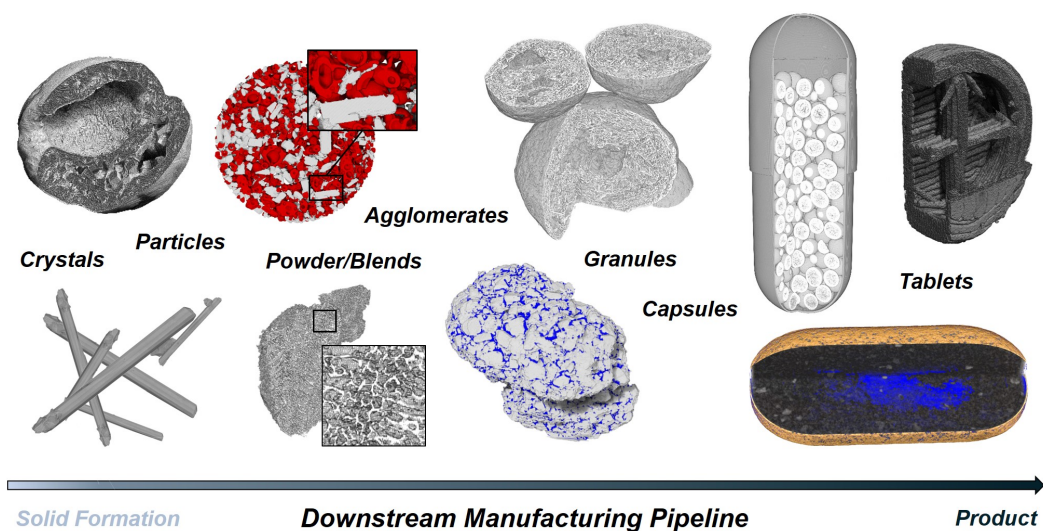 Particles
Agglomerates
Crystals
Powder/Blends
Granules
Capsules
Tablets
Solid Formation
Downstream Manufacturing Pipeline
Product